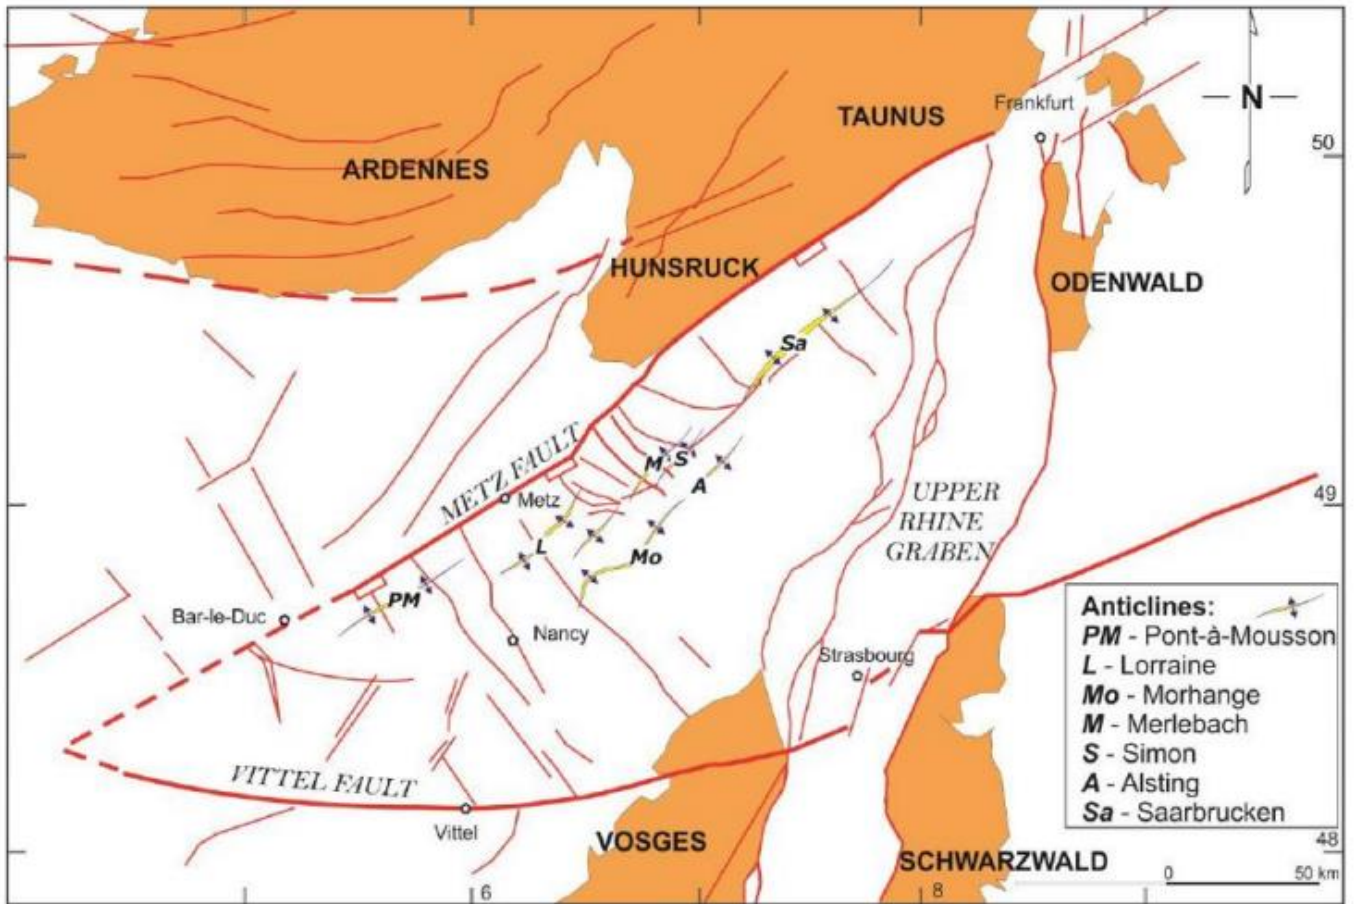 TAUNUS
Frankfurt
N
50
ARDENNES
HUNSRUCK
ODENWALD
Sa
METZ FAULT
M
S
Metz
A
UPPER
RHINE
GRABEN
49
L
Mo
PM
Bar-le-Duc
Nancy
Strasbourg
Anticlines:
PM - Pont-à-Mousson
L - Lorraine
Mo - Morhange
M - Merlebach
S - Simon
A - Alsting
Sa - Saarbrucken
VITTEL FAULT
Vittel
VOSGES
SCHWARZWALD
48
0
50 km
6
8